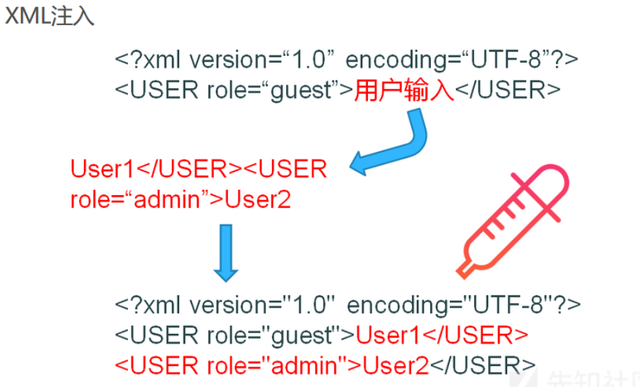 XML注入
<?xml version=“1.0” encoding=“UTF-8”?>
<USER role=“guest”>用户输入</USER>
User1</USER><USER
role=“admin”>User2
<?xml version="1.0" encoding="UTF-8"?>
<USER role="guest">User1</USER>
<USER role="admin">User2</USER>
先知社区